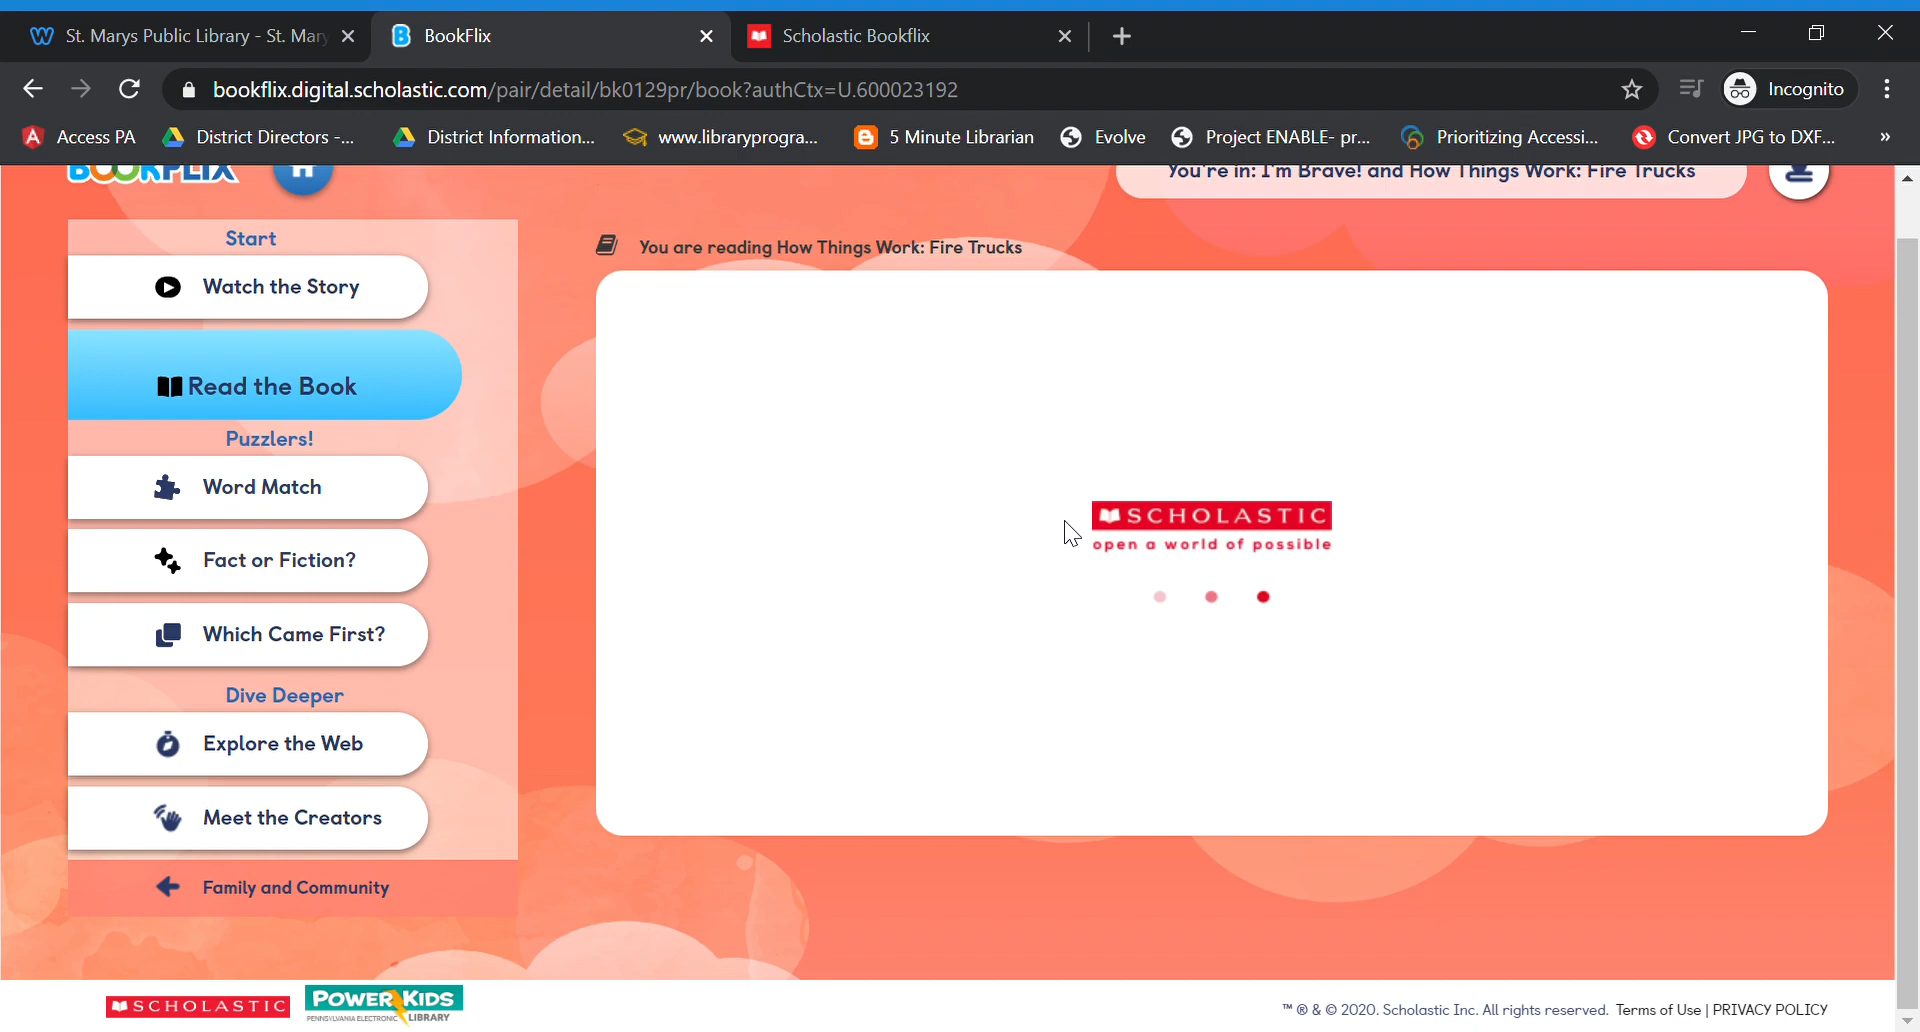 St. Marys Public Library - St. Mary
BookFlix
Scholastic Bookflix
bookflix.digital.scholastic.com/pair/detail/bk0129pr/book?authCtx=U.600023192
Incognito
Access PA
District Directors -...
District Information...
www.libraryprogra...
5 Minute Librarian
Evolve
Project ENABLE- pr...
Prioritizing Accessi...
Convert JPG to DXF...
»
BOOKFLIX
You're in: I'm Brave! and How Things Work: Fire Trucks
Start
Watch the Story
Read the Book
Puzzlers!
Word Match
Fact or Fiction?
Which Came First?
Dive Deeper
Explore the Web
Meet the Creators
Family and Community
You are reading How Things Work: Fire Trucks
SCHOLASTIC
open a world of possible
SCHOLASTIC
POWER KIDS
PENNSYLVANIA ELECTRONIC LIBRARY
™ ® & © 2020. Scholastic Inc. All rights reserved. Terms of Use | PRIVACY POLICY